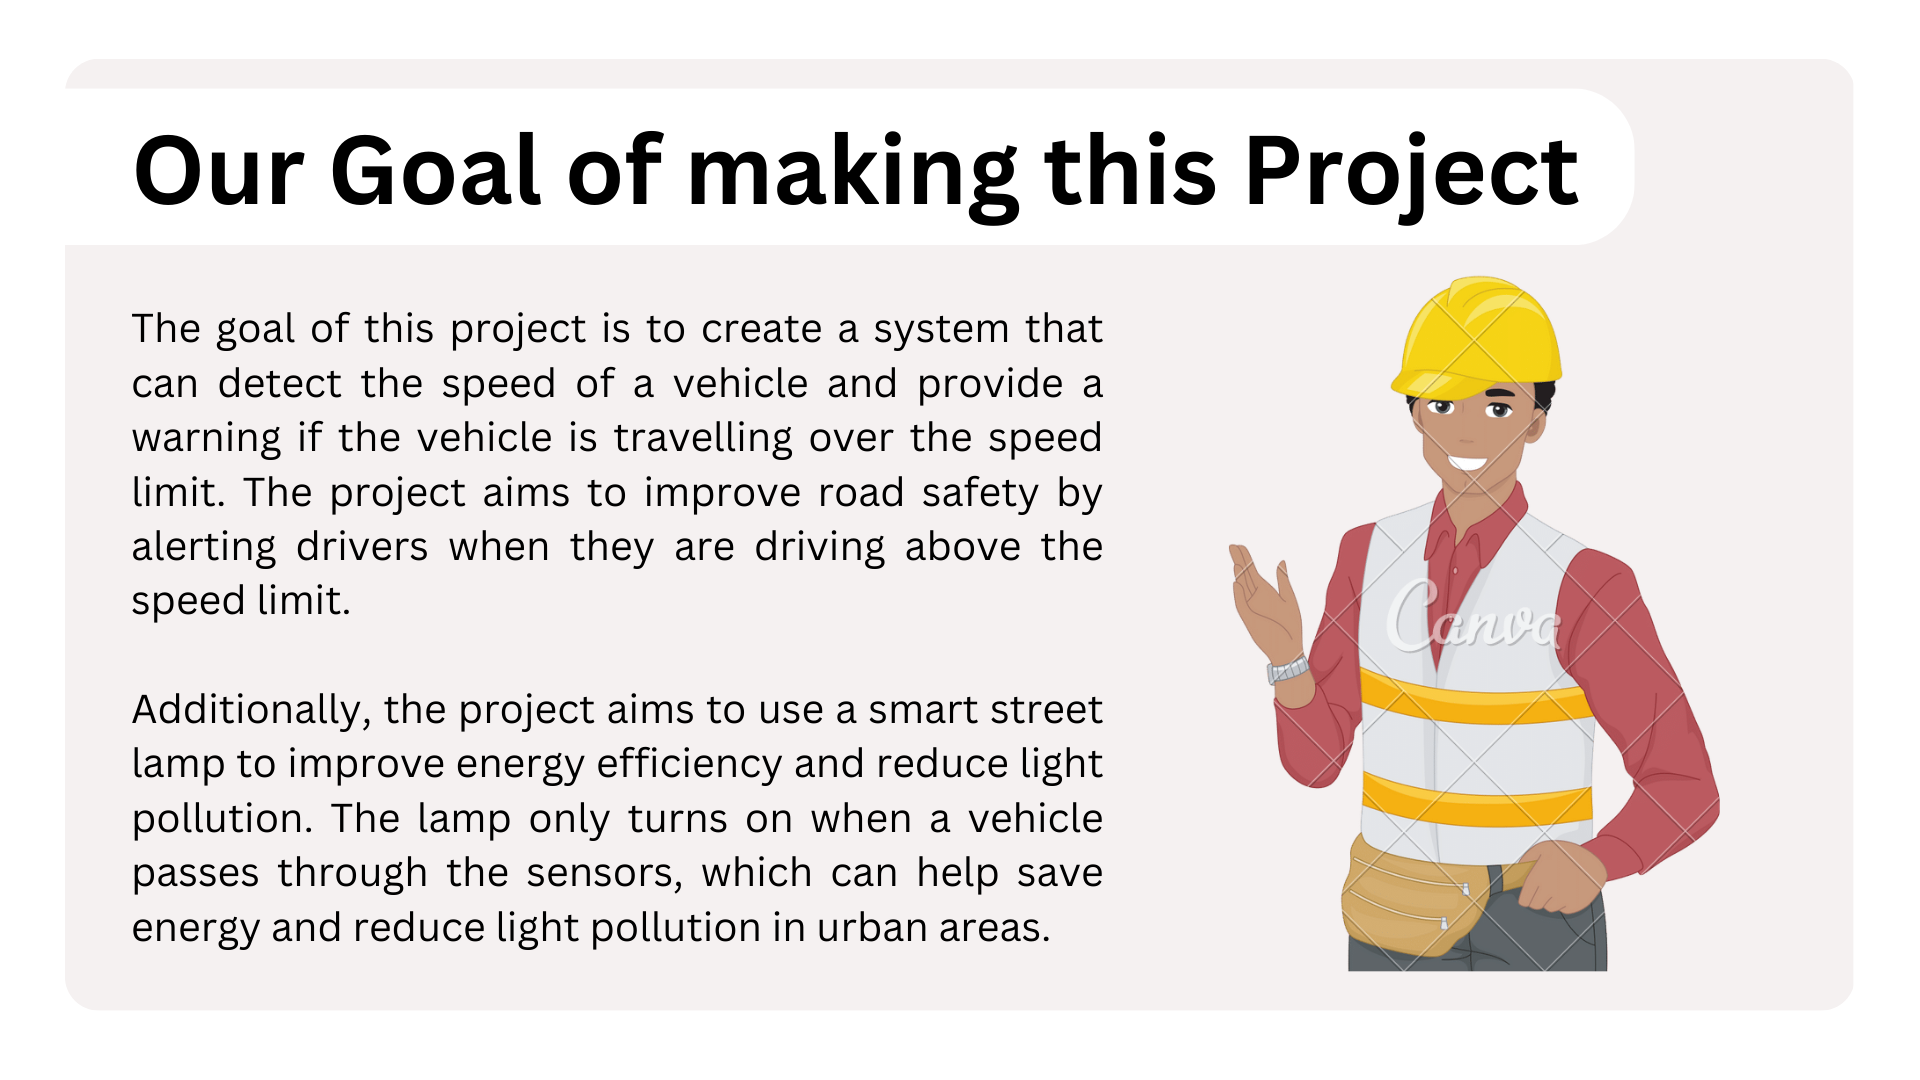 Our Goal of making this Project
The goal of this project is to create a system that
can detect the speed of a vehicle and provide a
warning if the vehicle is travelling over the speed
limit. The project aims to improve road safety by
alerting drivers when they are driving above the
speed limit.
Additionally, the project aims to use a smart street
lamp to improve energy efficiency and reduce light
pollution. The lamp only turns on when a vehicle
passes through the sensors, which can help save
energy and reduce light pollution in urban areas.
Canva